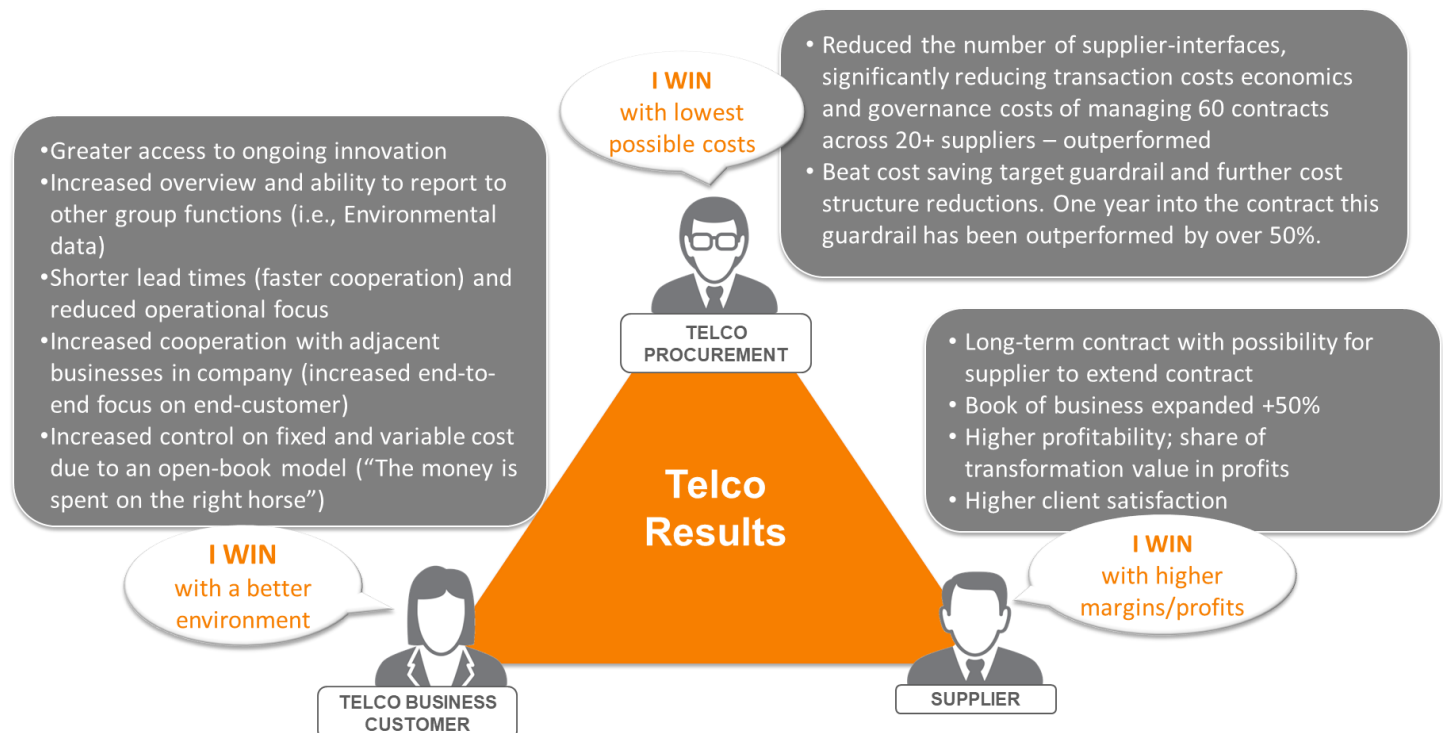 I WIN
with lowest
possible costs
• Reduced the number of supplier-interfaces,
significantly reducing transaction costs economics
and governance costs of managing 60 contracts
across 20+ suppliers – outperformed
• Beat cost saving target guardrail and further cost
structure reductions. One year into the contract this
guardrail has been outperformed by over 50%.
•Greater access to ongoing innovation
•Increased overview and ability to report to
other group functions (i.e., Environmental
data)
•Shorter lead times (faster cooperation) and
reduced operational focus
•Increased cooperation with adjacent
businesses in company (increased end-to-
end focus on end-customer)
•Increased control on fixed and variable cost
due to an open-book model (“The money is
spent on the right horse”)
TELCO
PROCUREMENT
• Long-term contract with possibility for
supplier to extend contract
• Book of business expanded +50%
• Higher profitability; share of
transformation value in profits
• Higher client satisfaction
Telco
Results
I WIN
with a better
environment
I WIN
with higher
margins/profits
TELCO BUSINESS
CUSTOMER
SUPPLIER